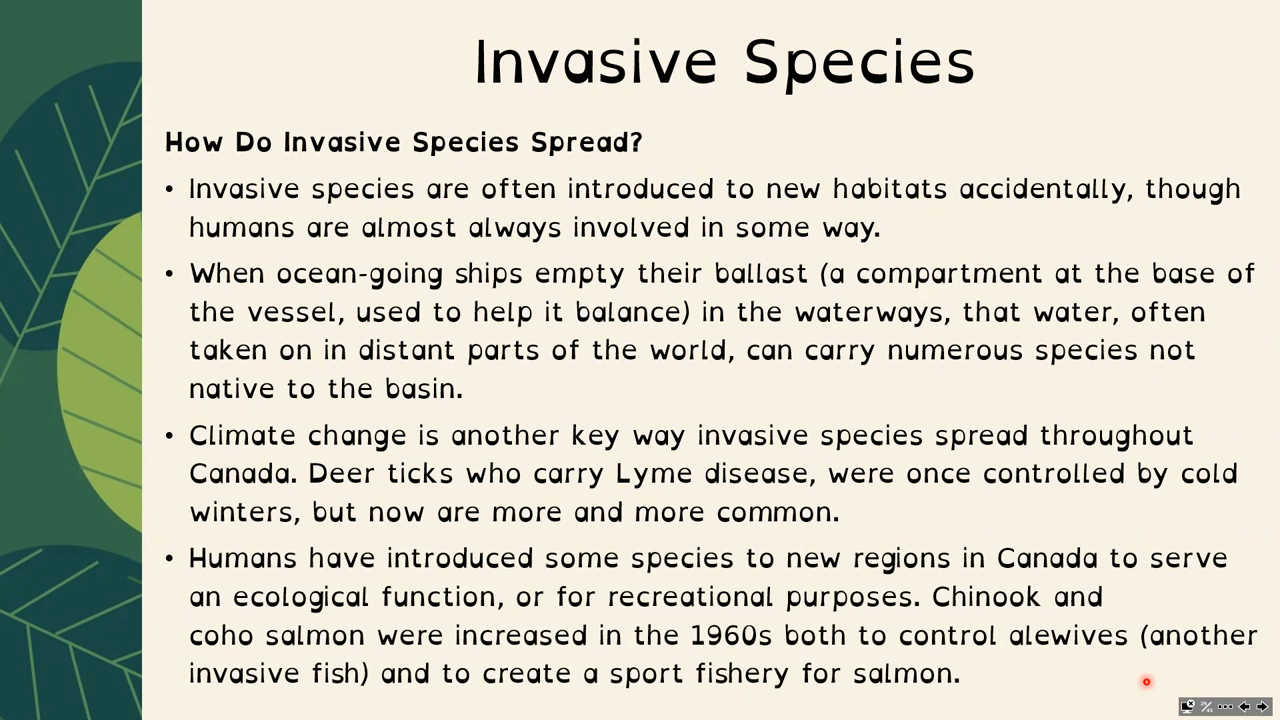 Invasive Species
How Do Invasive Species Spread?
• Invasive species are often introduced to new habitats accidentally, though
humans are almost always involved in some way.
• When ocean-going ships empty their ballast (a compartment at the base of
the vessel, used to help it balance) in the waterways, that water, often
taken on in distant parts of the world, can carry numerous species not
native to the basin.
• Climate change is another key way invasive species spread throughout
Canada. Deer ticks who carry Lyme disease, were once controlled by cold
winters, but now are more and more common.
• Humans have introduced some species to new regions in Canada to serve
an ecological function, or for recreational purposes. Chinook and
coho salmon were increased in the 1960s both to control alewives (another
invasive fish) and to create a sport fishery for salmon.